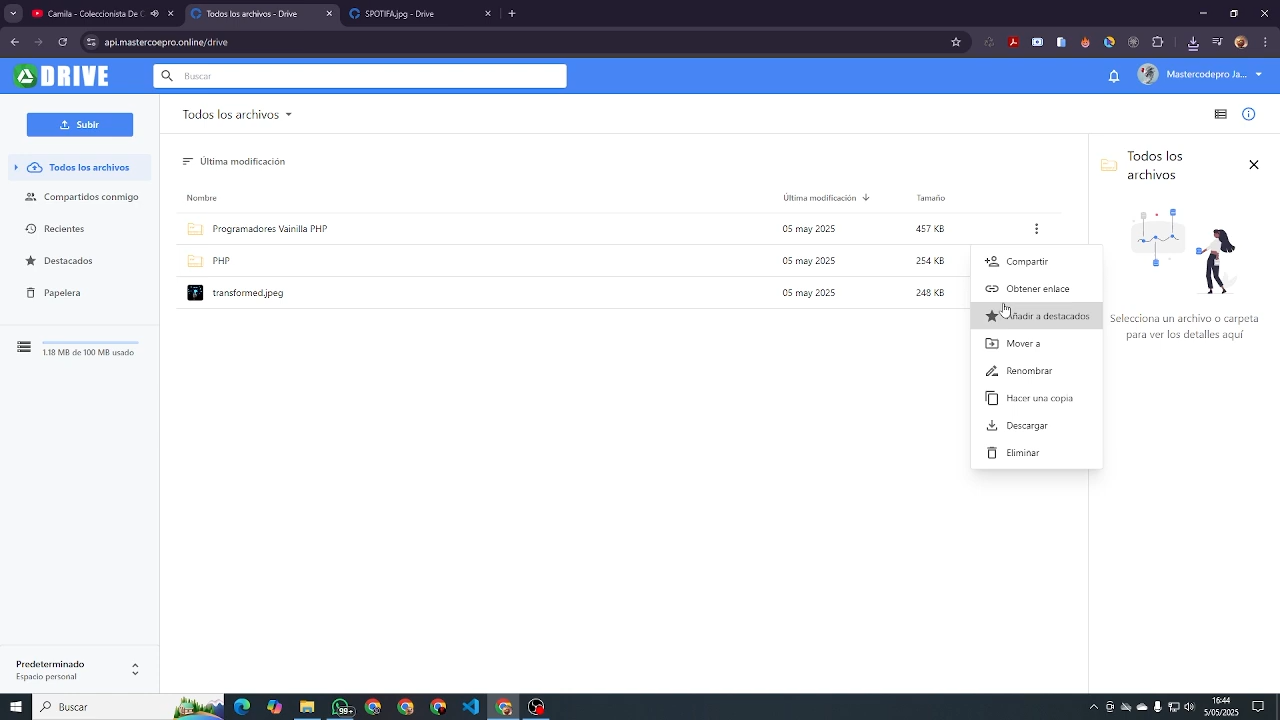 Camila - Coleccionista De C
Todos los archivos - Drive
SPOTIFA.jpg - Drive
api.mastercoepro.online/drive
DRIVE
Buscar
Mastercodepro Ja...
Subir
Todos los archivos
Compartidos conmigo
Recientes
Destacados
Papelera
1.18 MB de 100 MB usado
Predeterminado
Espacio personal
Todos los archivos
Última modificación
Nombre Última modificación Tamaño
Programadores Vainilla PHP 05 may 2025 457 KB
PHP 05 may 2025 254 KB
transformed.jpeg 05 may 2025 248 KB
Compartir
Obtener enlace
Añadir a destacados
Mover a
Renombrar
Hacer una copia
Descargar
Eliminar
Todos los
archivos
Selecciona un archivo o carpeta
para ver los detalles aquí
Buscar
99+
16:44
5/05/2025